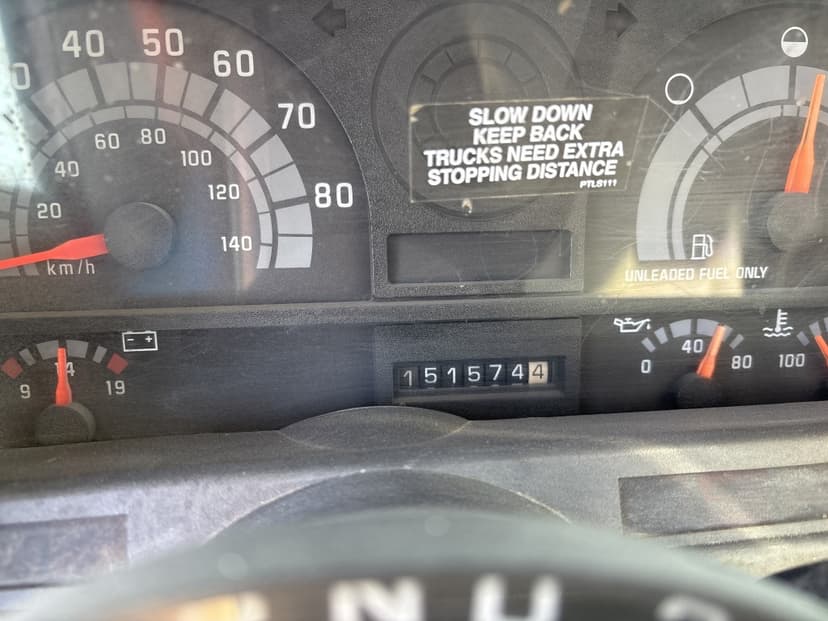 40 50 60 70 80
20 40 60 80 100 120 140
km/h
SLOW DOWN
KEEP BACK
TRUCKS NEED EXTRA
STOPPING DISTANCE
PTLS111
UNLEADED FUEL ONLY
- +
9 14 19
1515744
0 40 80
100
N U